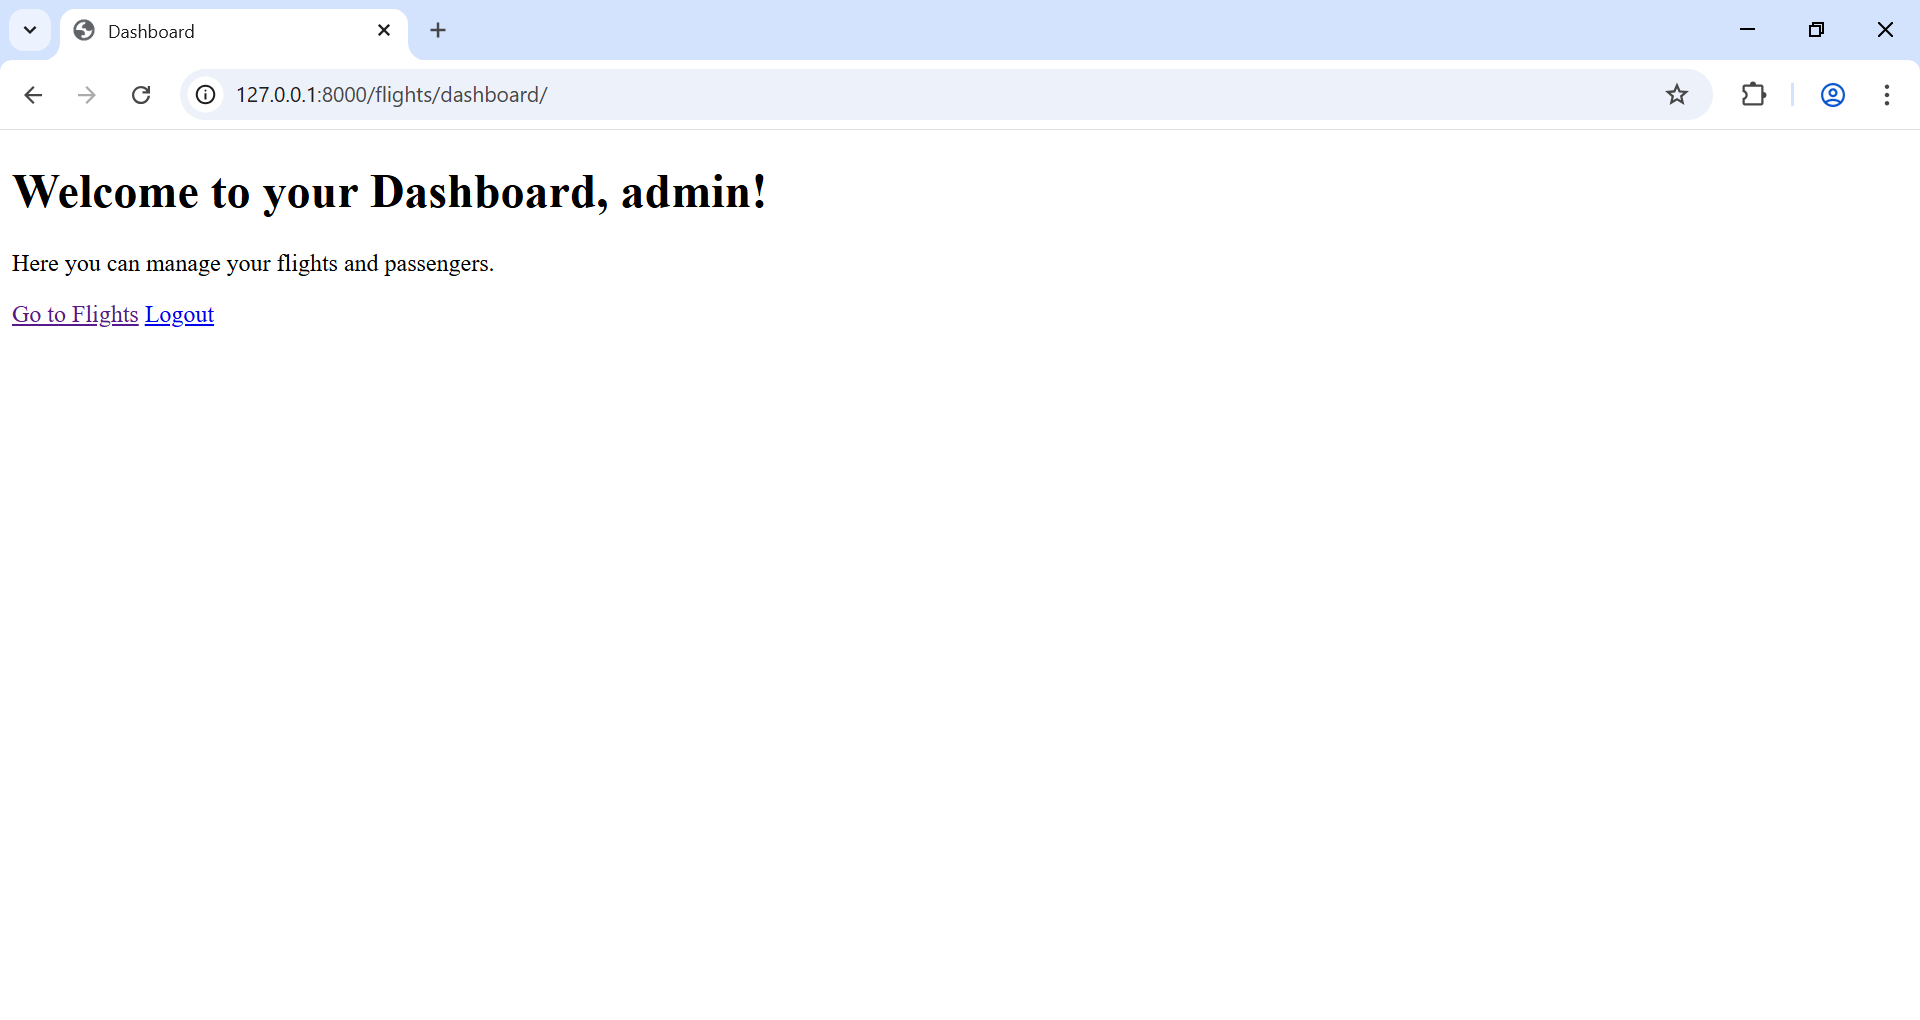 Dashboard
127.0.0.1:8000/flights/dashboard/
Welcome to your Dashboard, admin!
Here you can manage your flights and passengers.
Go to Flights Logout